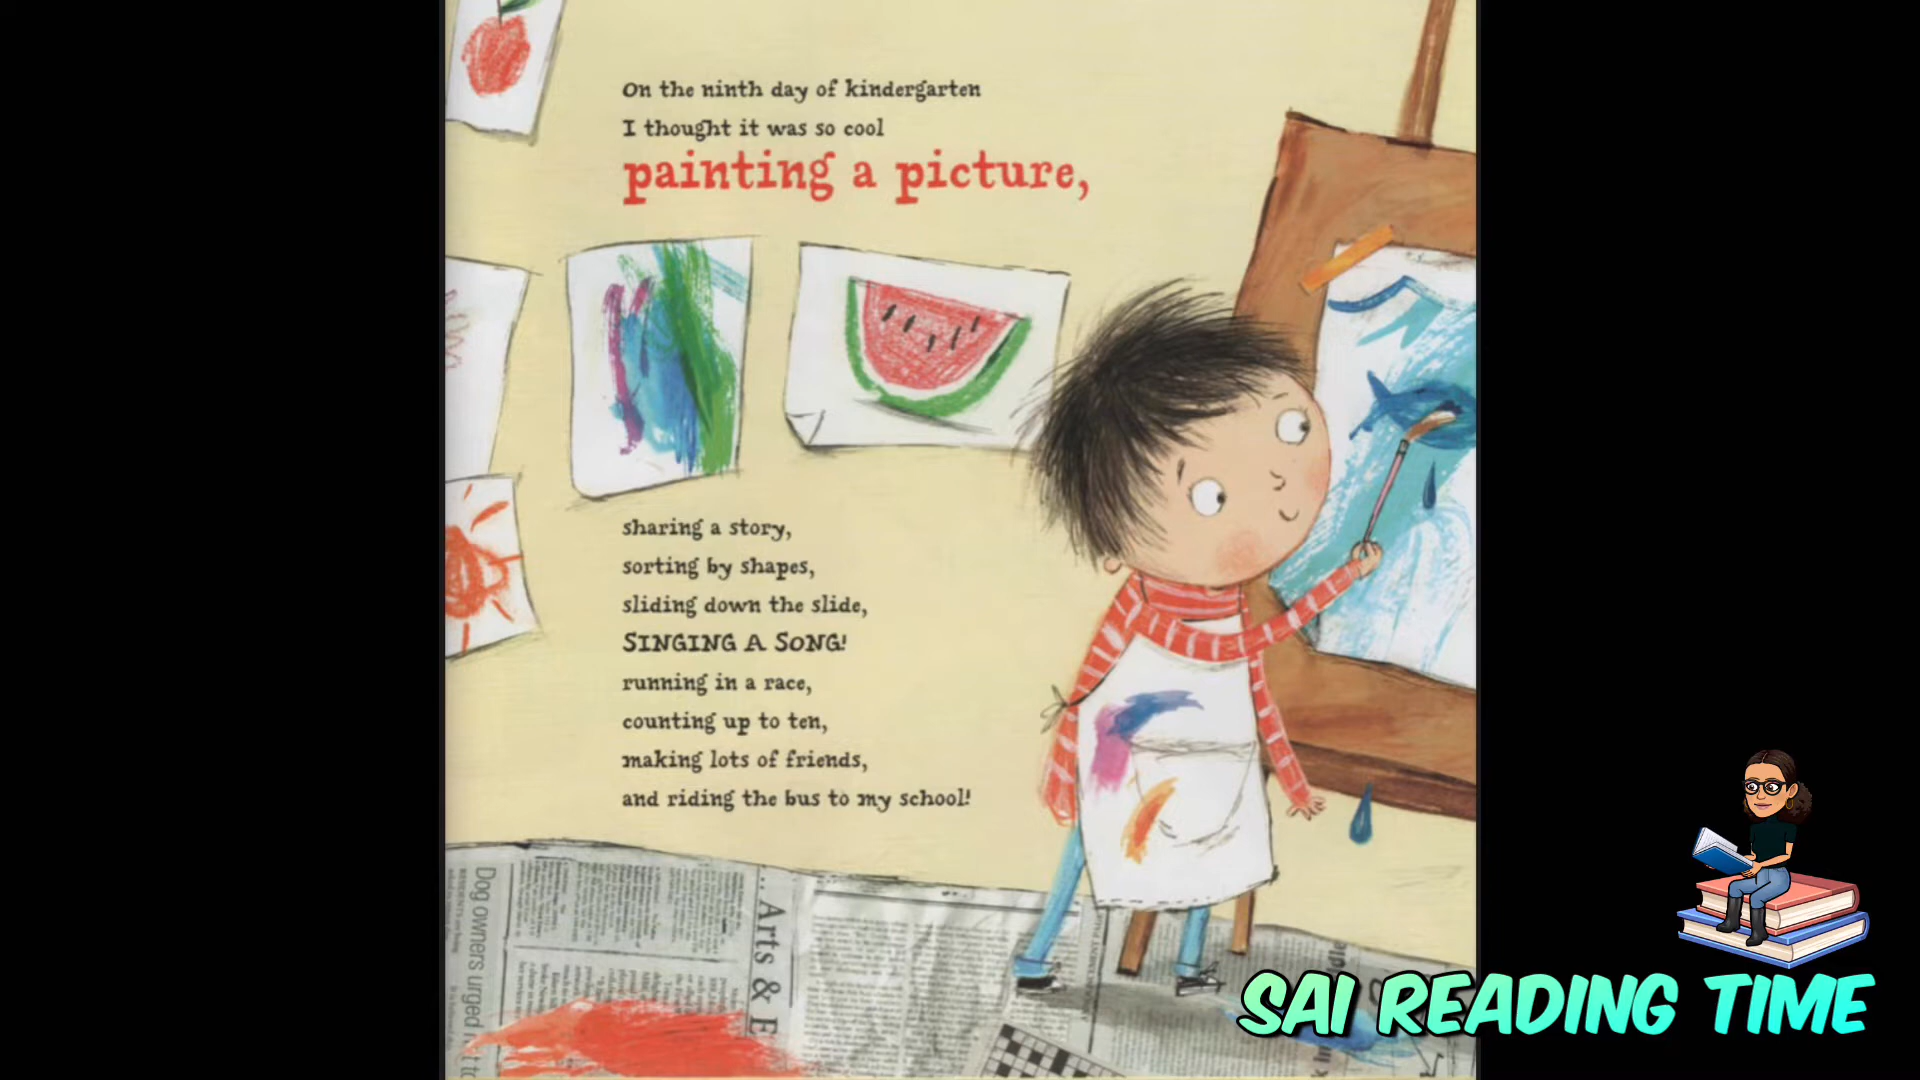 On the ninth day of kindergarten
I thought it was so cool
painting a picture,
sharing a story,
sorting by shapes,
sliding down the slide,
SINGING A SONG!
running in a race,
counting up to ten,
making lots of friends,
and riding the bus to my school!
Dog owners urged
Arts &
SAI READING TIME